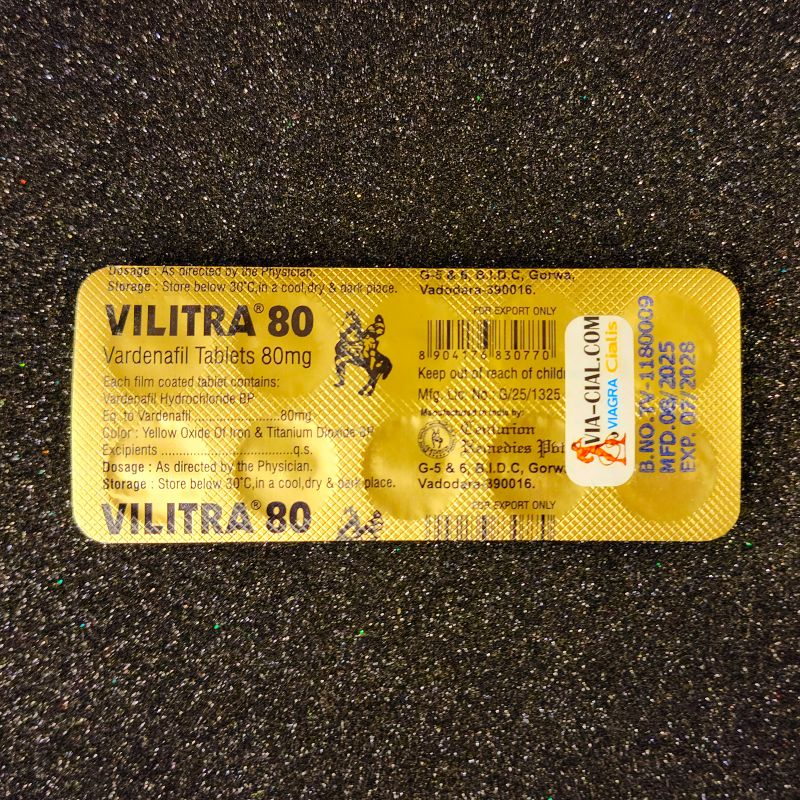 Dosage : As directed by the Physician.
Storage : Store below 30°C,in a cool,dry & dark place.
VILITRA® 80
Vardenafil Tablets 80mg
Each film coated tablet contains:
Vardenafil Hydrochloride BP
Eq. to Vardenafil.........................80mg
Color : Yellow Oxide Of Iron & Titanium Dioxide BP
Excipients ......................................q.s.
Dosage : As directed by the Physician.
Storage : Store below 30°C,in a cool,dry & dark place.
VILITRA® 80
G-5 & 6, B.I.D.C, Gorwa,
Vadodara-390016.
FOR EXPORT ONLY
8 904176 830770
Keep out of reach of
Mfg. Lic. No.: G/25/1325
Manufactured in India by:
Centurion
Remedies
G-5 & 6, B.I.D.C,
Vadodara-390016.
FOR EXPORT ONLY
VIA-CIAL.COM
VIAGRA Cialis
B.NO.TV-1180009
MFD.08/2025
EXP. 07/2028